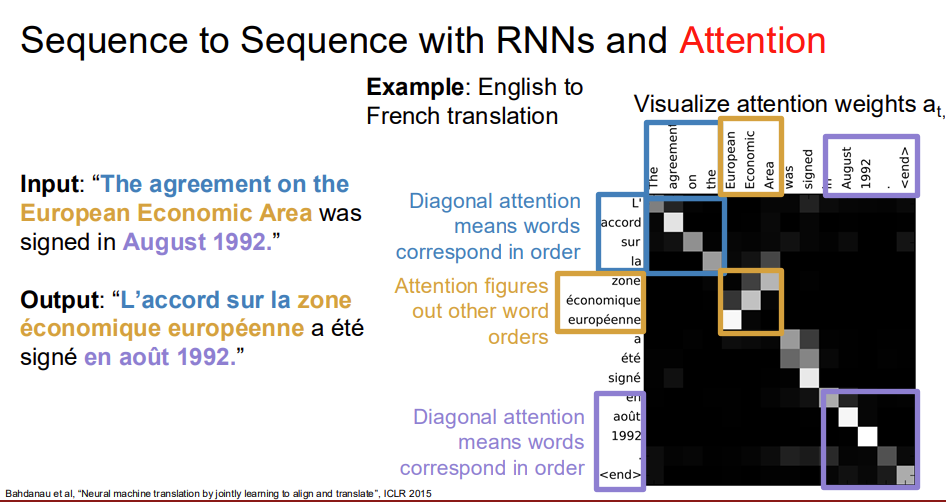 Sequence to Sequence with RNNs and Attention
Example: English to
French translation
Visualize attention weights at,
Input: “The agreement on the
European Economic Area was
signed in August 1992.”
Output: “L’accord sur la zone
économique européenne a été
signé en août 1992.”
Diagonal attention
means words
correspond in order
Attention figures
out other word
orders
Diagonal attention
means words
correspond in order
The
agreement
on
the
European
Economic
Area
was
signed
in
August
1992
.
<end>
L'
accord
sur
la
zone
économique
européenne
a
été
signé
en
août
1992
.
<end>
Bahdanau et al, “Neural machine translation by jointly learning to align and translate”, ICLR 2015